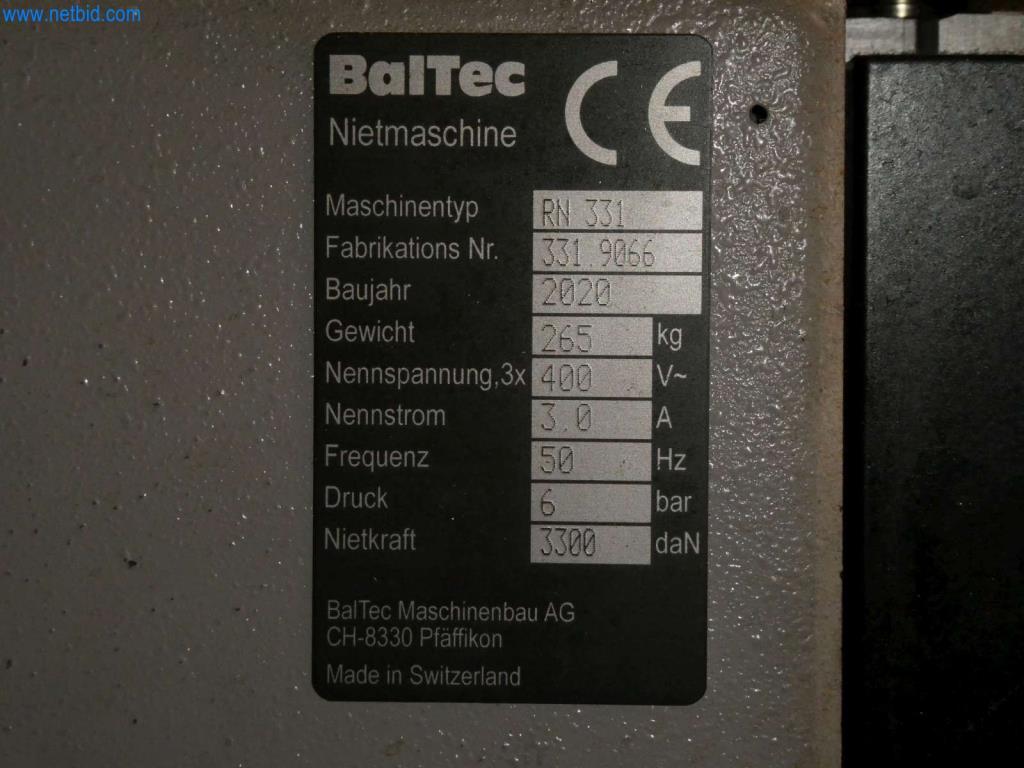 www.netbid.com
BalTec CE
Nietmaschine
Maschinentyp RN 331
Fabrikations Nr. 331.9066
Baujahr 2020
Gewicht 265 kg
Nennspannung,3x 400 V~
Nennstrom 3.0 A
Frequenz 50 Hz
Druck 6 bar
Nietkraft 3300 daN
BalTec Maschinenbau AG
CH-8330 Pfäffikon
Made in Switzerland